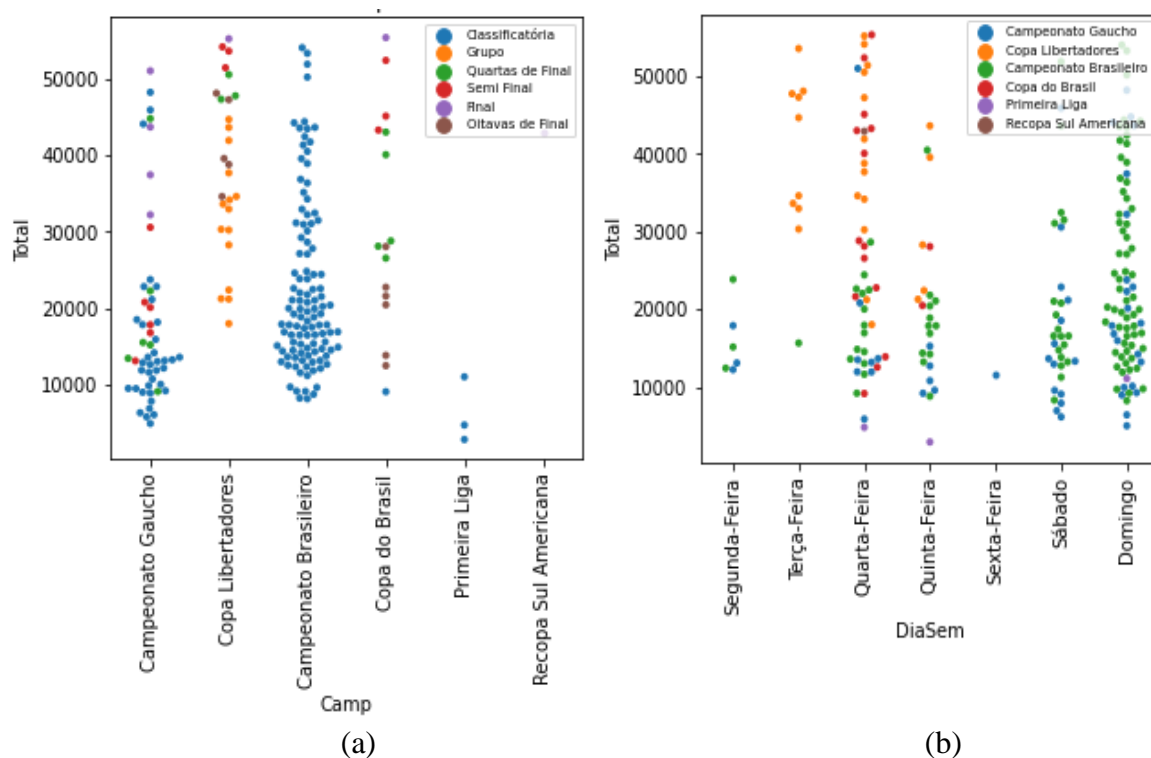 Classificatória
Grupo
Quartas de Final
Semi Final
Final
Oitavas de Final
50000
40000
30000
20000
10000
Total
Campeonato Gaucho
Copa Libertadores
Campeonato Brasileiro
Copa do Brasil
Primeira Liga
Recopa Sul Americana
Camp
(a)
Campeonato Gaucho
Copa Libertadores
Campeonato Brasileiro
Copa do Brasil
Primeira Liga
Recopa Sul Americana
50000
40000
30000
20000
10000
Total
Segunda-Feira
Terça-Feira
Quarta-Feira
Quinta-Feira
Sexta-Feira
Sábado
Domingo
DiaSem
(b)